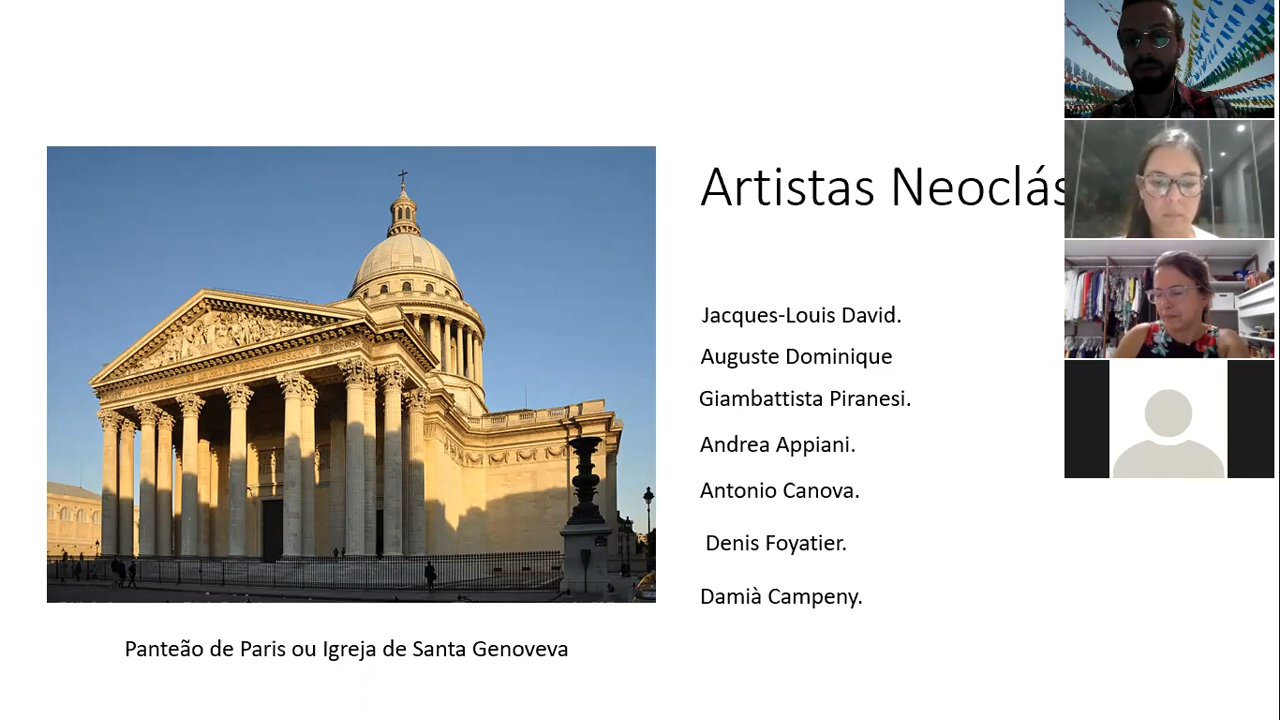 Artistas Neoclás
Jacques-Louis David.
Auguste Dominique
Giambattista Piranesi.
Andrea Appiani.
Antonio Canova.
Denis Foyatier.
Damià Campeny.
Panteão de Paris ou Igreja de Santa Genoveva